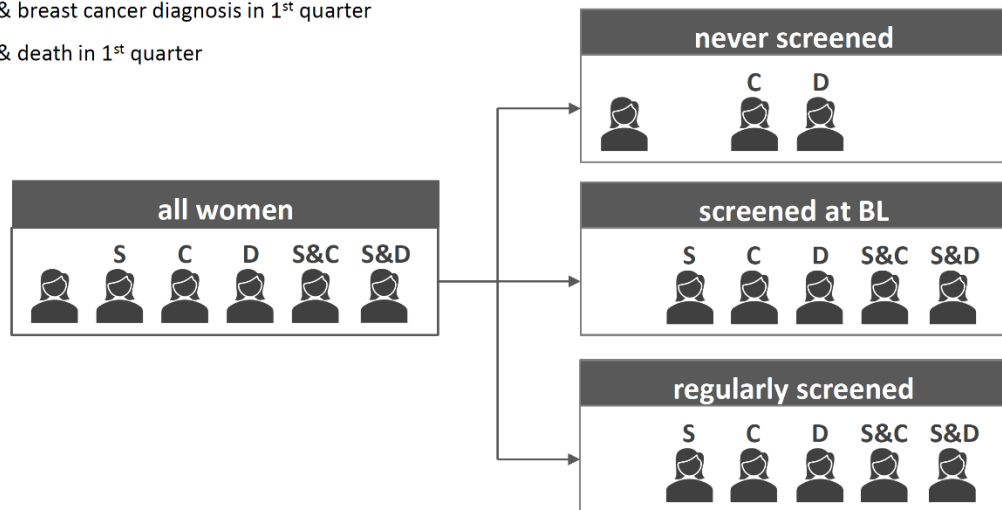 & breast cancer diagnosis in 1st quarter
& death in 1st quarter
never screened
C D
all women
S C D S&C S&D
screened at BL
S C D S&C S&D
regularly screened
S C D S&C S&D